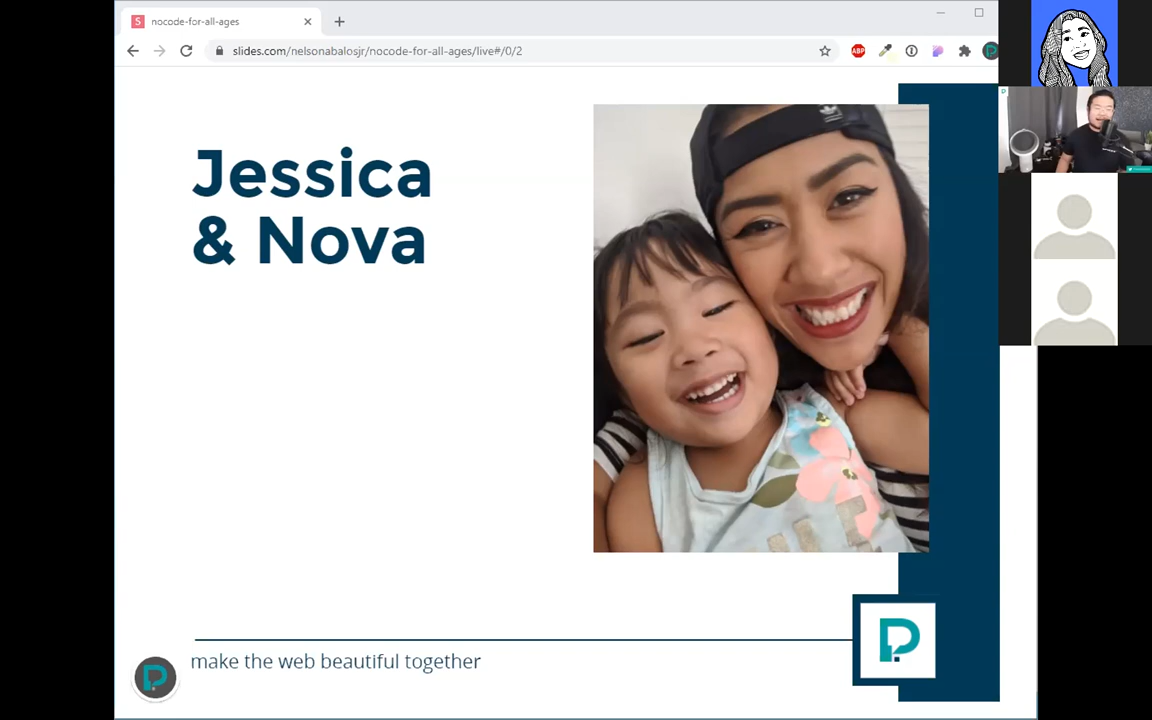 nocode-for-all-ages
slides.com/nelsonabalosjr/nocode-for-all-ages/live#/0/2
ABP
Jessica
& Nova
make the web beautiful together